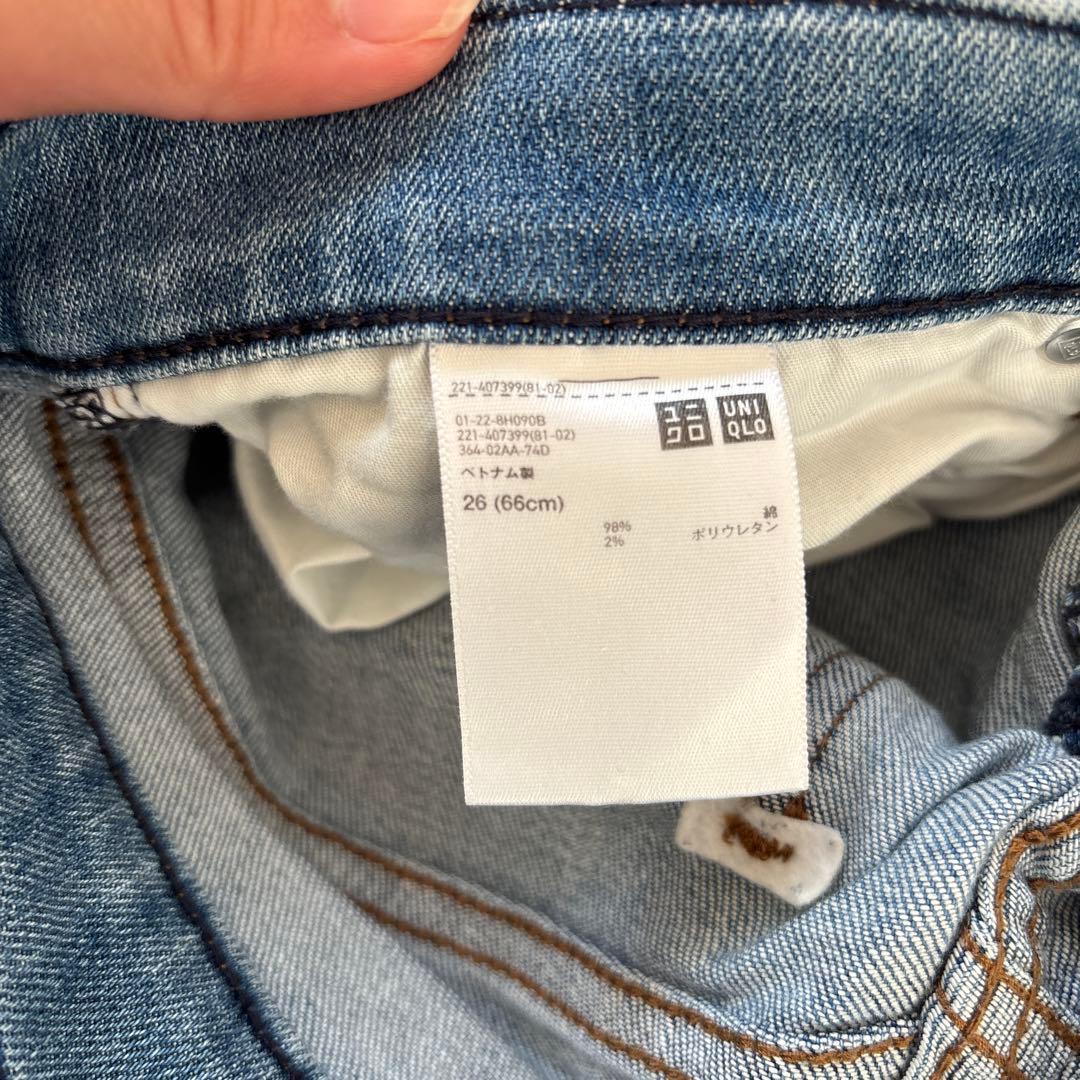 221-407399(81-02)
01-22-8H090B
221-407399(81-02)
364-02AA-74D
ベトナム製
26 (66cm)
ユニ
クロ
UNI
QLO
98% 綿
2% ポリウレタン